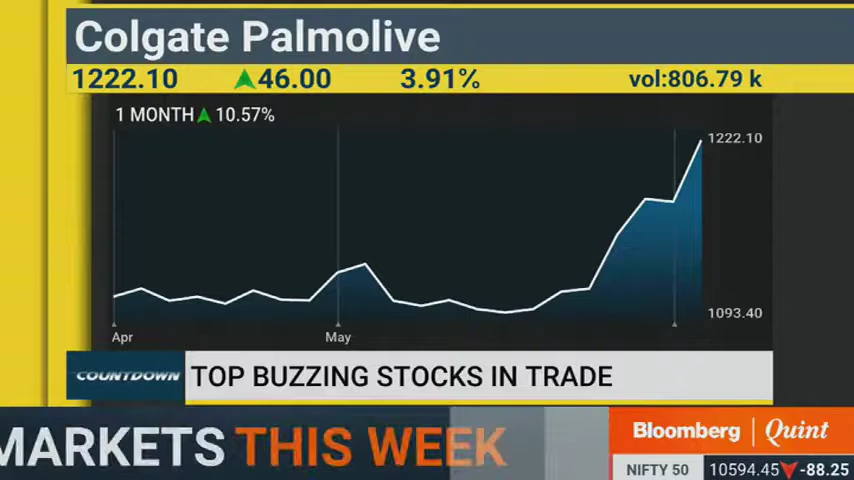 Colgate Palmolive
1222.10 46.00 3.91% vol:806.79 k
1 MONTH 10.57%
1222.10
1093.40
Apr May
COUNTDOWN TOP BUZZING STOCKS IN TRADE
MARKETS THIS WEEK
Bloomberg | Quint
NIFTY 50 10594.45 -88.25